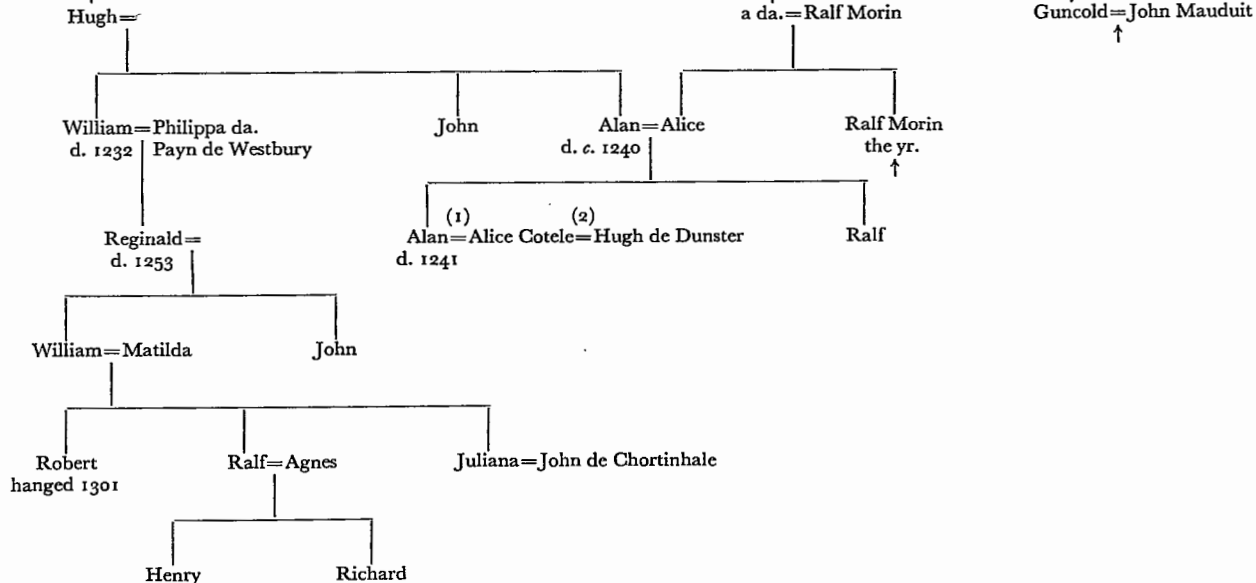 Hugh= a da.=Ralf Morin Guncold=John Mauduit
↑
William=Philippa da. John Alan=Alice Ralf Morin
d. 1232 Payn de Westbury d. c. 1240 the yr.
↑
(1) (2)
Reginald= Alan=Alice Cotele=Hugh de Dunster Ralf
d. 1253 d. 1241
William=Matilda John
Robert Ralf=Agnes Juliana=John de Chortinhale
hanged 1301
Henry Richard